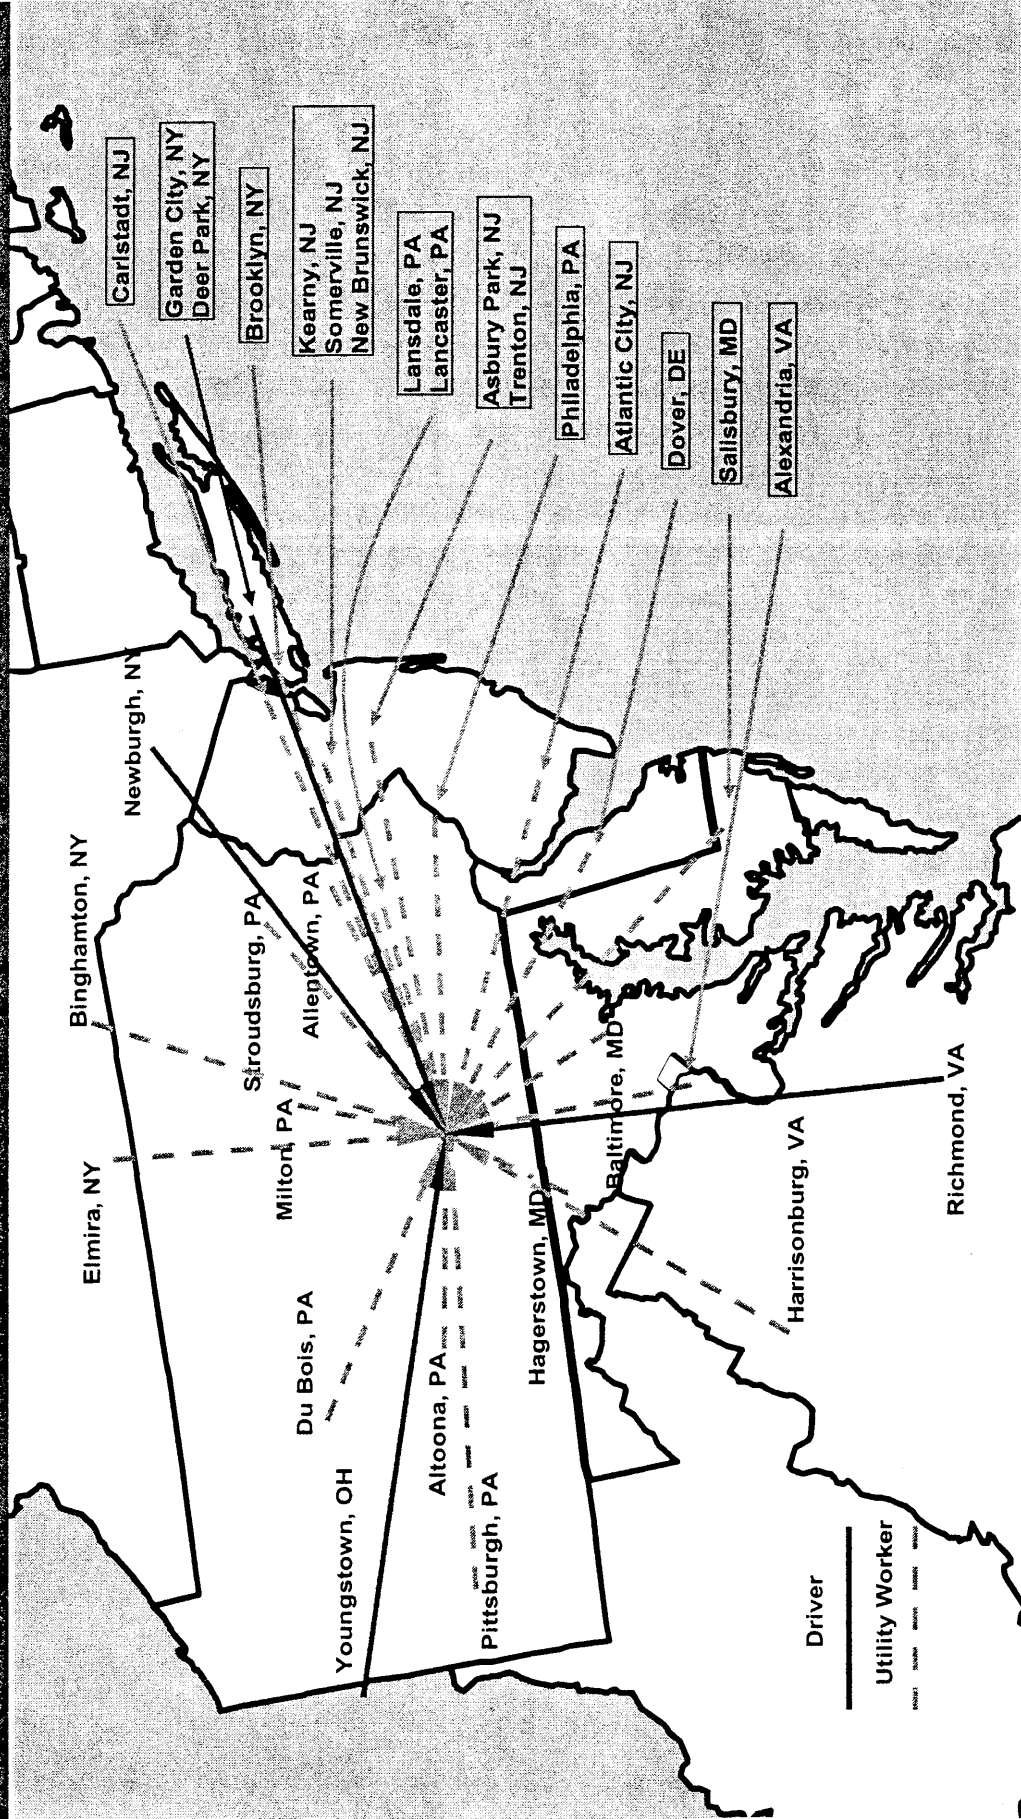 Carlstadt, NJ
Garden City, NY
Deer Park, NY
Brooklyn, NY
Kearny, NJ
Somerville, NJ
New Brunswick, NJ
Lansdale, PA
Lancaster, PA
Asbury Park, NJ
Trenton, NJ
Philadelphia, PA
Atlantic City, NJ
Dover, DE
Salisbury, MD
Alexandria, VA
Newburgh, NY
Binghamton, NY
Elmira, NY
Stroudsburg, PA
Allentown, PA
Milton, PA
Du Bois, PA
Youngstown, OH
Altoona, PA
Pittsburgh, PA
Hagerstown, MD
Baltimore, MD
Harrisonburg, VA
Richmond, VA
Driver
Utility Worker